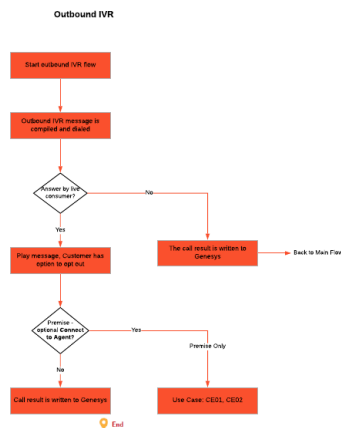 Outbound IVR
Start outbound IVR flow
Outbound IVR message is
compiled and dialed
Answer by live
consumer?
No
Yes
Play message, Customer has
option to opt out
The call result is written to
Genesys
Back to Main Flow
Premise -
optional Connect
to Agent?
Yes
Premise Only
No
Call result is written to Genesys
Use Case: CE01, CE02
End